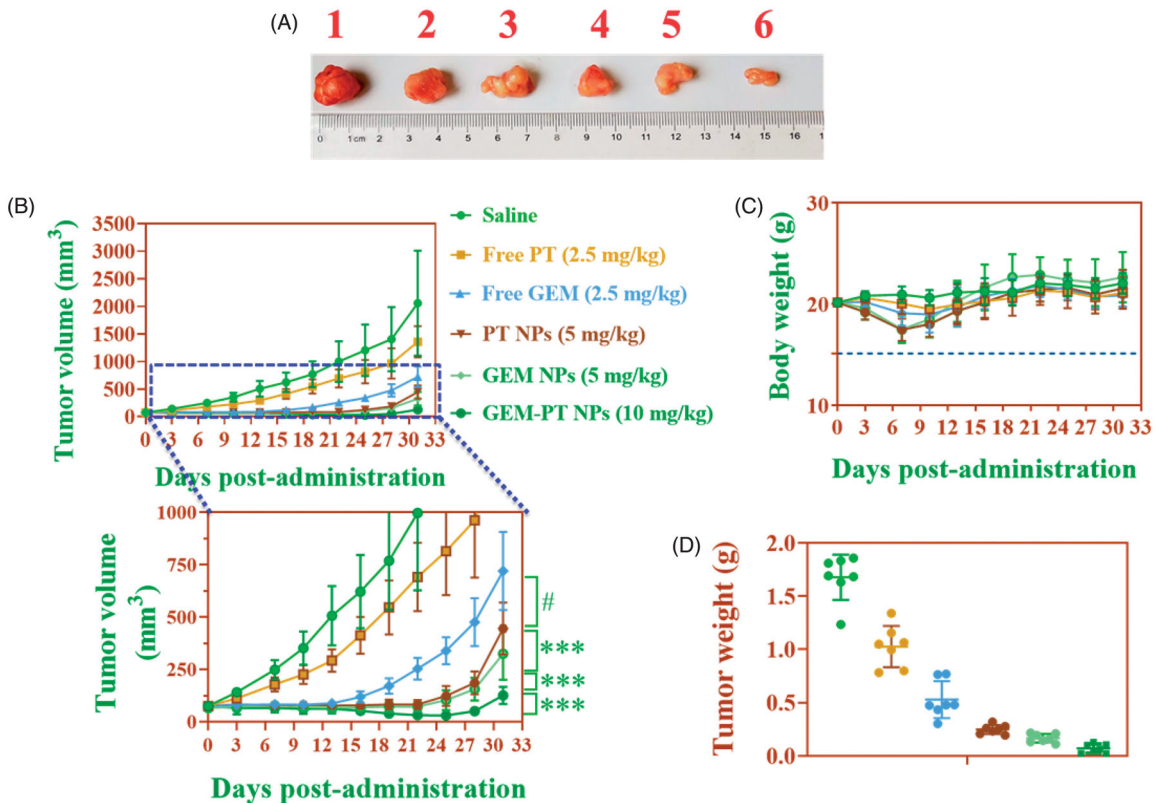 (A)
1 2 3 4 5 6
0 1cm 2 3 4 5 6 7 8 9 10 11 12 13 14 15 16
(B)
Tumor volume (mm³)
3500
3000
2500
2000
1500
1000
500
0
0 3 6 9 12 15 18 21 24 27 30 33
Days post-administration
Saline
Free PT (2.5 mg/kg)
Free GEM (2.5 mg/kg)
PT NPs (5 mg/kg)
GEM NPs (5 mg/kg)
GEM-PT NPs (10 mg/kg)
Tumor volume
(mm³)
1000
750
500
250
0
0 3 6 9 12 15 18 21 24 27 30 33
Days post-administration
#
***
***
***
(C)
Body weight (g)
30
20
10
0 3 6 9 12 15 18 21 24 27 30 33
Days post-administration
(D)
Tumor weight (g)
2.0
1.5
1.0
0.5
0.0